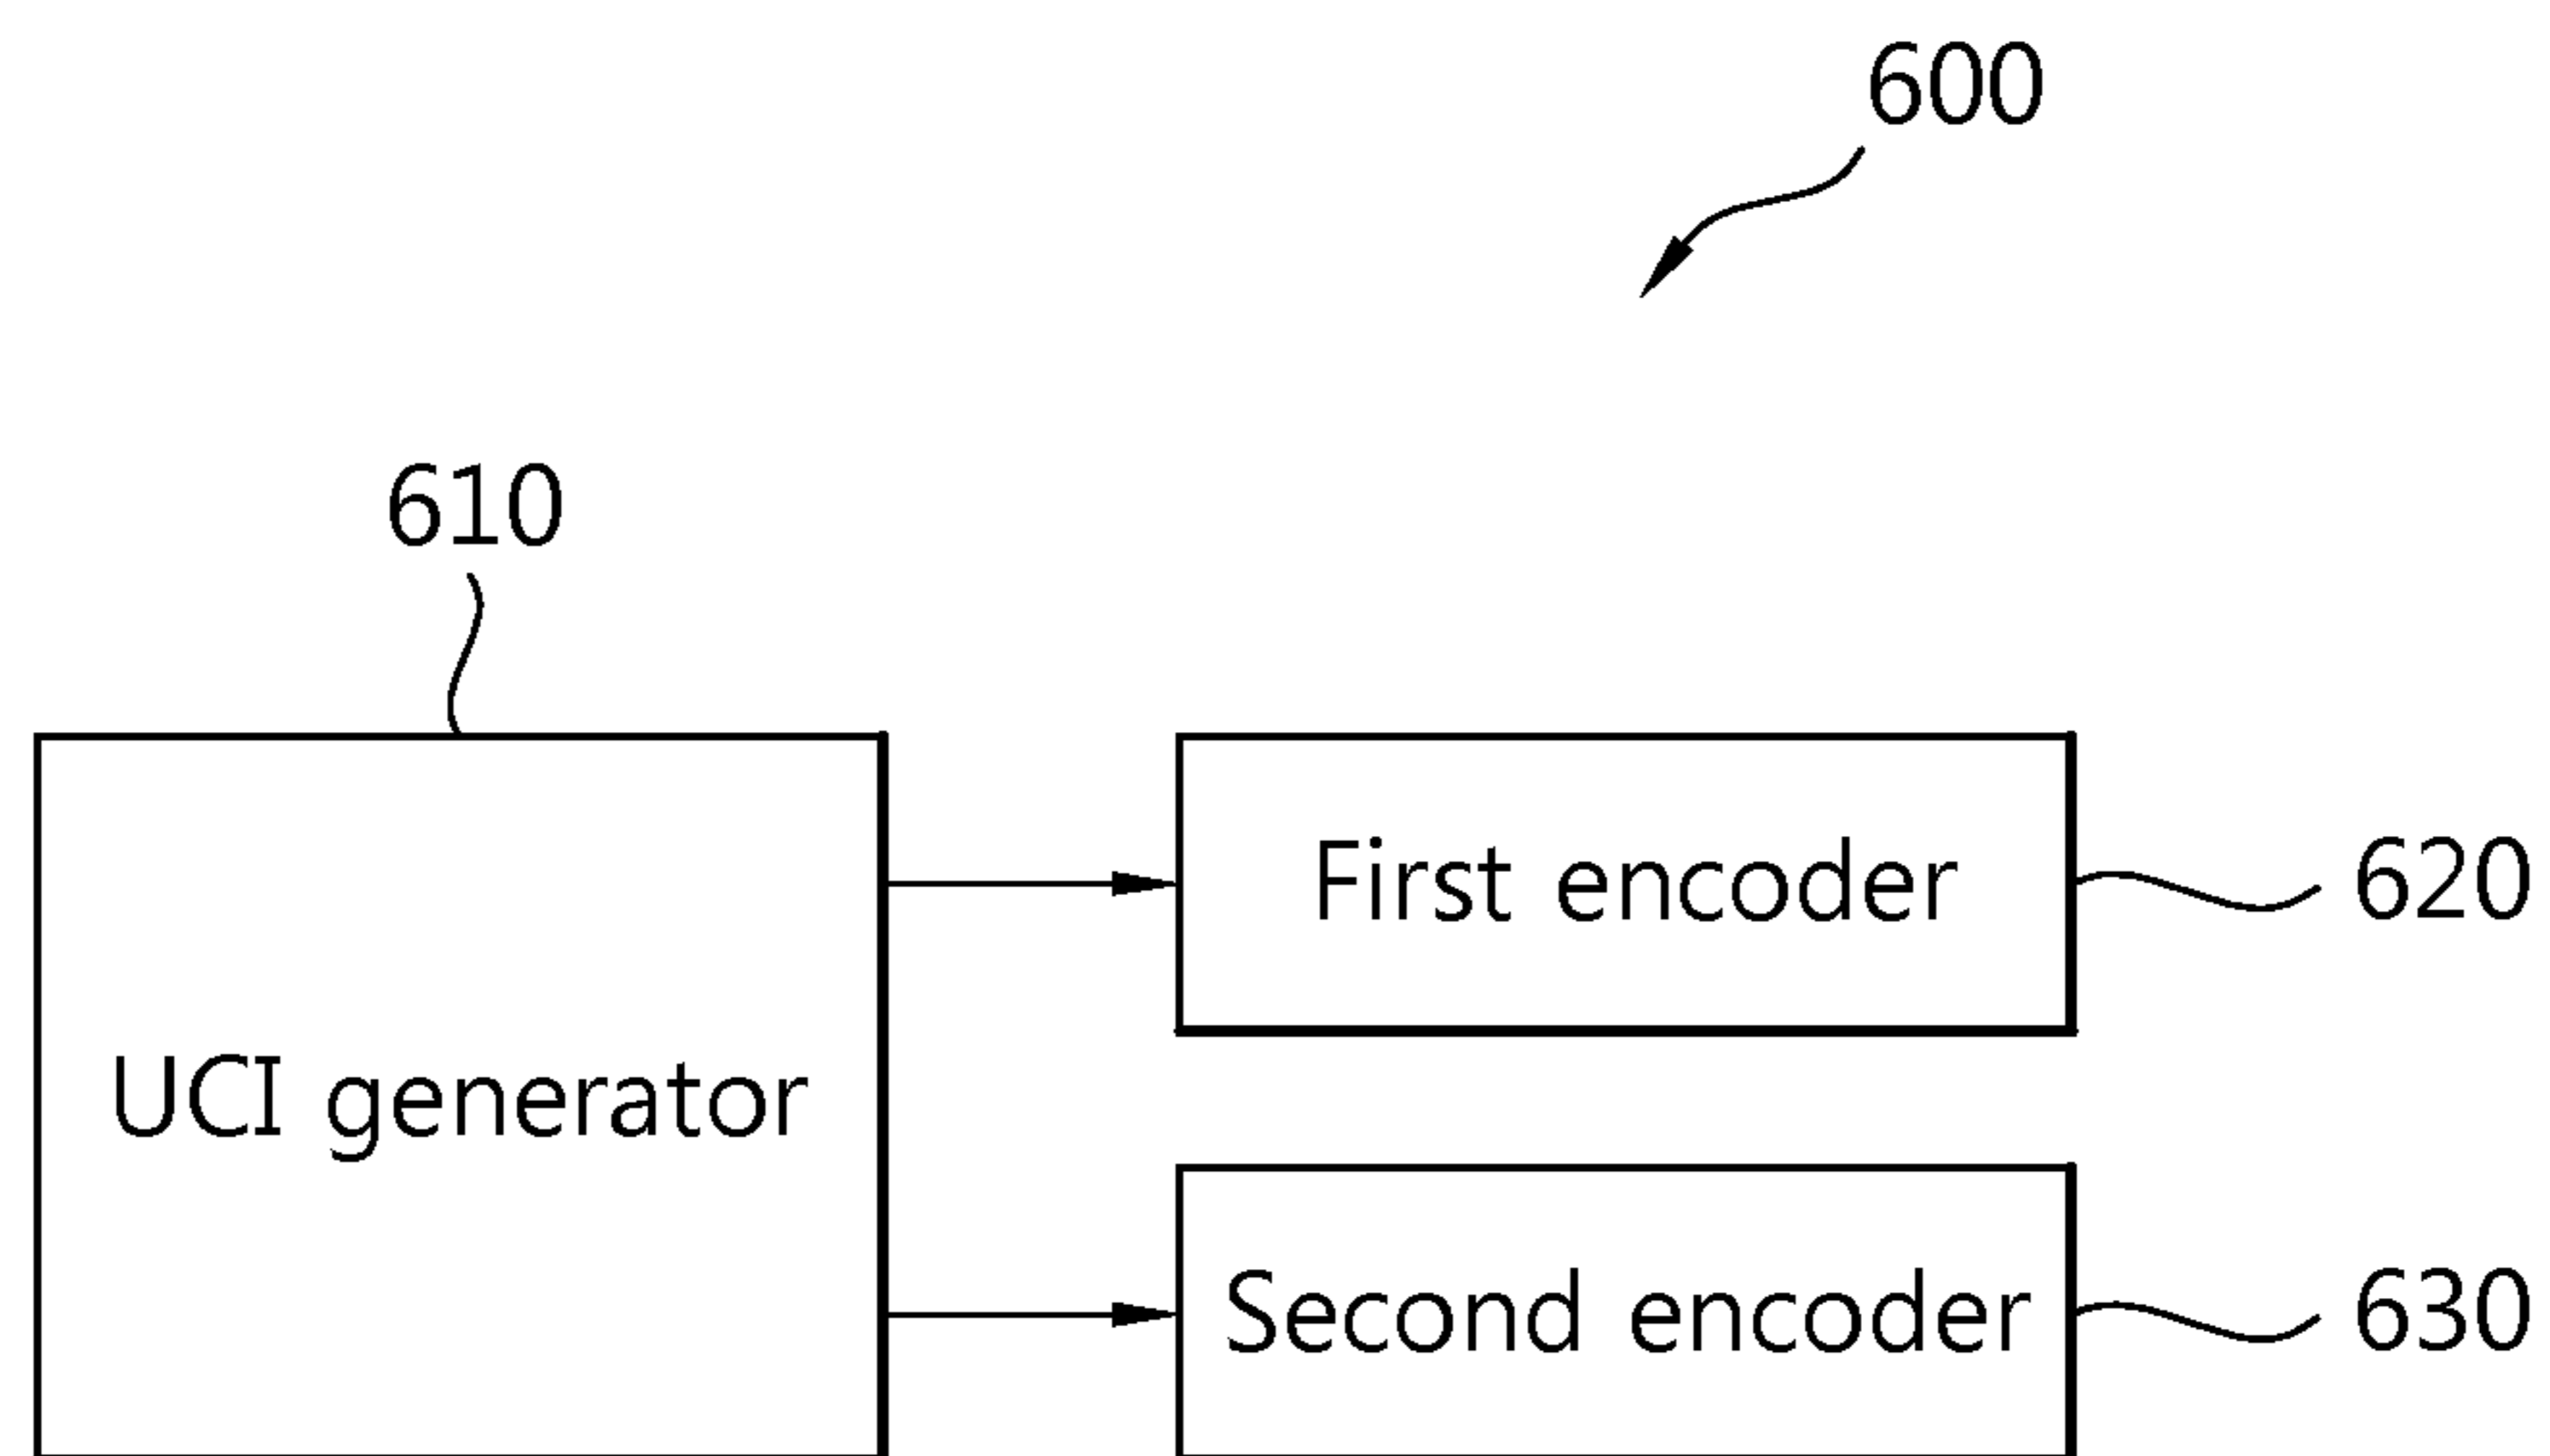 600
610
First encoder
620
UCI generator
Second encoder
630